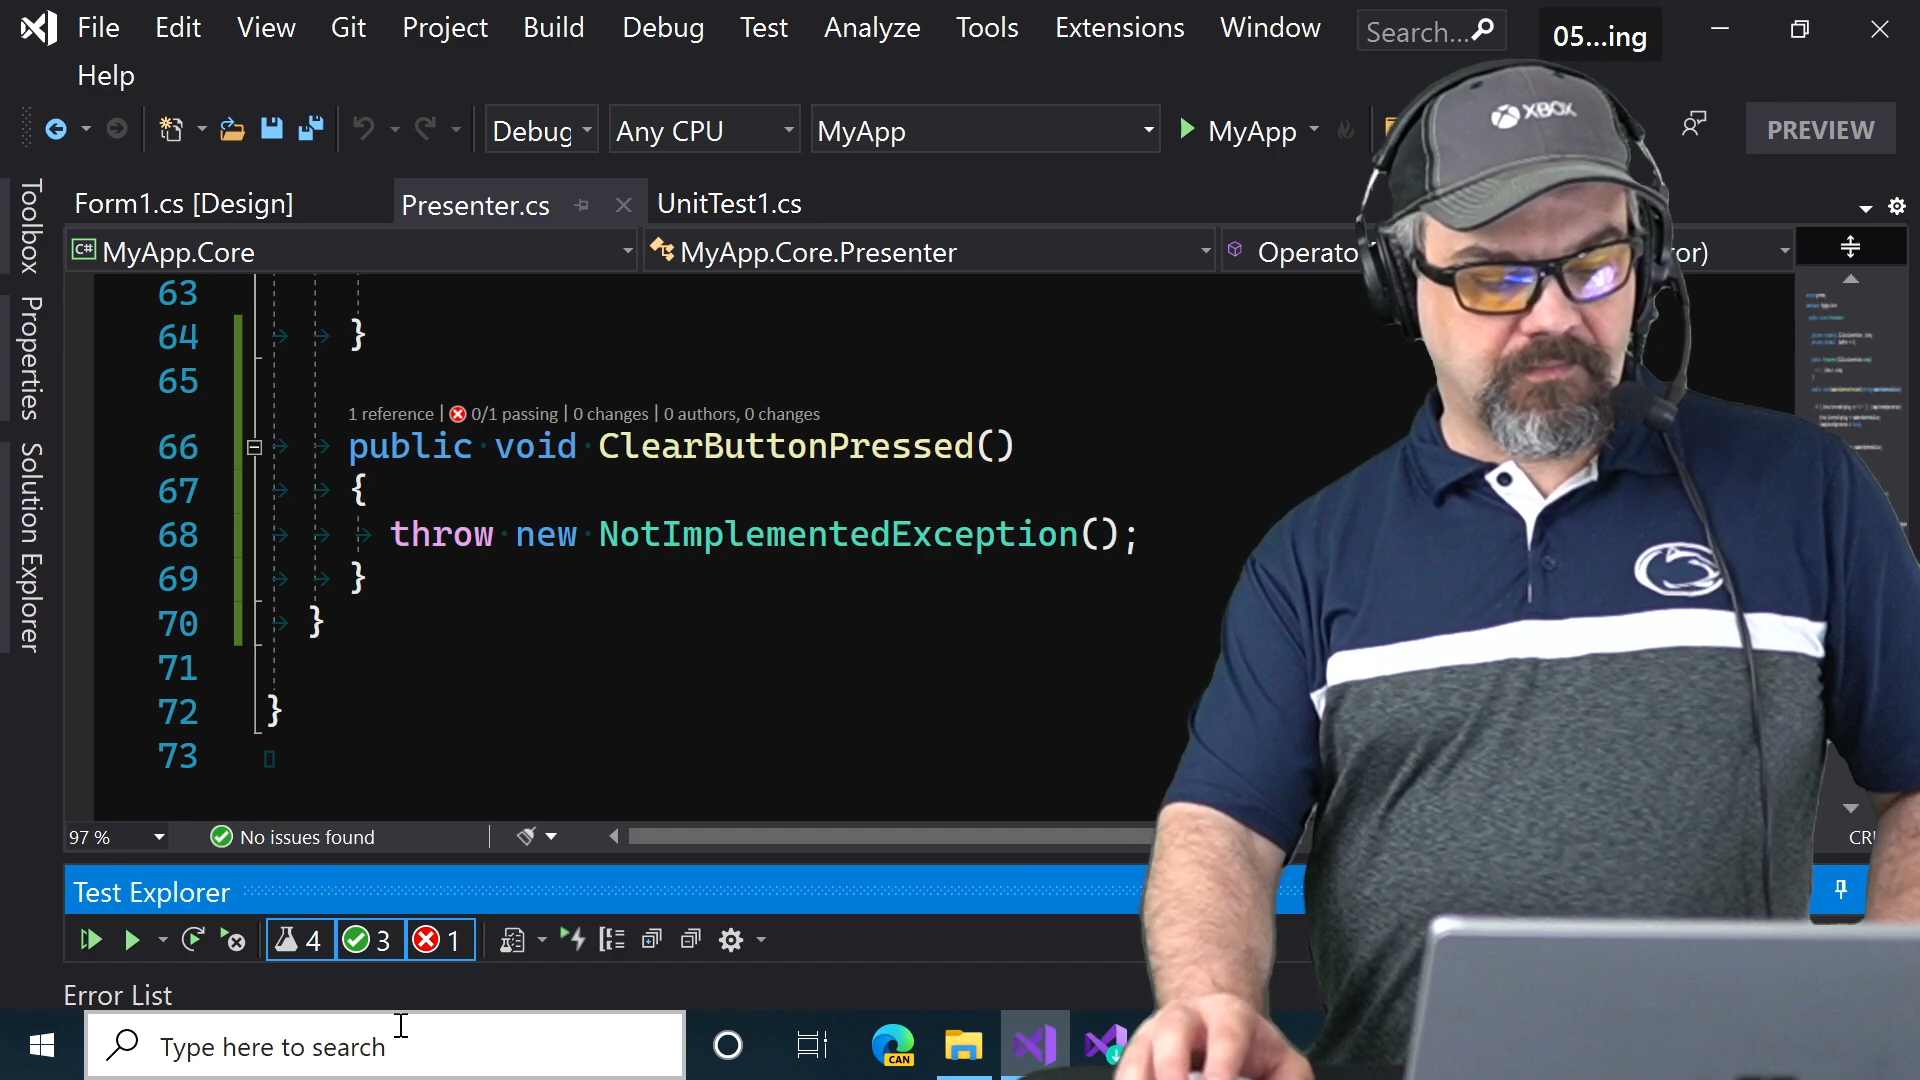 File Edit View Git Project Build Debug Test Analyze Tools Extensions Window Search... 05...ing
Help
Debug Any CPU MyApp MyApp PREVIEW
XBOX
Toolbox
Properties
Solution Explorer
Form1.cs [Design] Presenter.cs UnitTest1.cs
C# MyApp.Core MyApp.Core.Presenter Operato or)
63
64 }
65
1 reference | 0/1 passing | 0 changes | 0 authors, 0 changes
66 public void ClearButtonPressed()
67 {
68 throw new NotImplementedException();
69 }
70 }
71
72 }
73
97 % No issues found CR
Test Explorer
4 3 1
Error List
Type here to search CAN